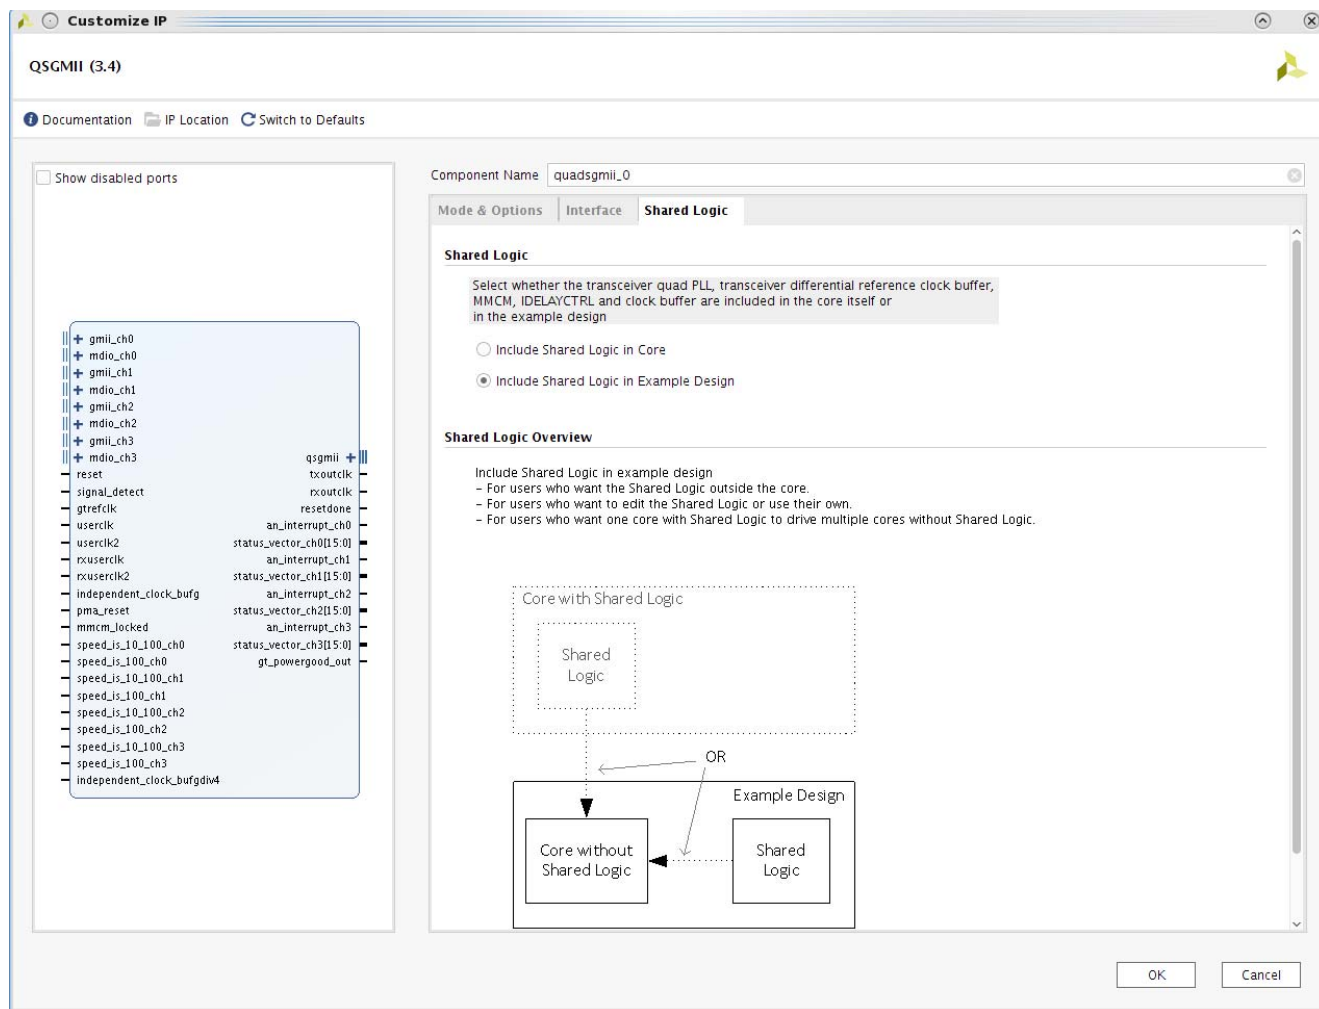 Customize IP
QSGMII (3.4)
Documentation IP Location Switch to Defaults
Show disabled ports
gmii_ch0
mdio_ch0
gmii_ch1
mdio_ch1
gmii_ch2
mdio_ch2
gmii_ch3
mdio_ch3
reset
signal_detect
gtrefclk
userclk
userclk2
rxuserclk
rxuserclk2
independent_clock_bufg
pma_reset
mmcm_locked
speed_is_10_100_ch0
speed_is_100_ch0
speed_is_10_100_ch1
speed_is_100_ch1
speed_is_10_100_ch2
speed_is_100_ch2
speed_is_10_100_ch3
speed_is_100_ch3
independent_clock_bufgdiv4
qsgmii
txoutclk
rxoutclk
resetdone
an_interrupt_ch0
status_vector_ch0[15:0]
an_interrupt_ch1
status_vector_ch1[15:0]
an_interrupt_ch2
status_vector_ch2[15:0]
an_interrupt_ch3
status_vector_ch3[15:0]
gt_powergood_out
Component Name quadsgmii_0
Mode & Options Interface Shared Logic
Shared Logic
Select whether the transceiver quad PLL, transceiver differential reference clock buffer,
MMCM, IDELAYCTRL and clock buffer are included in the core itself or
in the example design
Include Shared Logic in Core
Include Shared Logic in Example Design
Shared Logic Overview
Include Shared Logic in example design
- For users who want the Shared Logic outside the core.
- For users who want to edit the Shared Logic or use their own.
- For users who want one core with Shared Logic to drive multiple cores without Shared Logic.
Core with Shared Logic
Shared
Logic
OR
Example Design
Core without
Shared Logic
Shared
Logic
OK Cancel